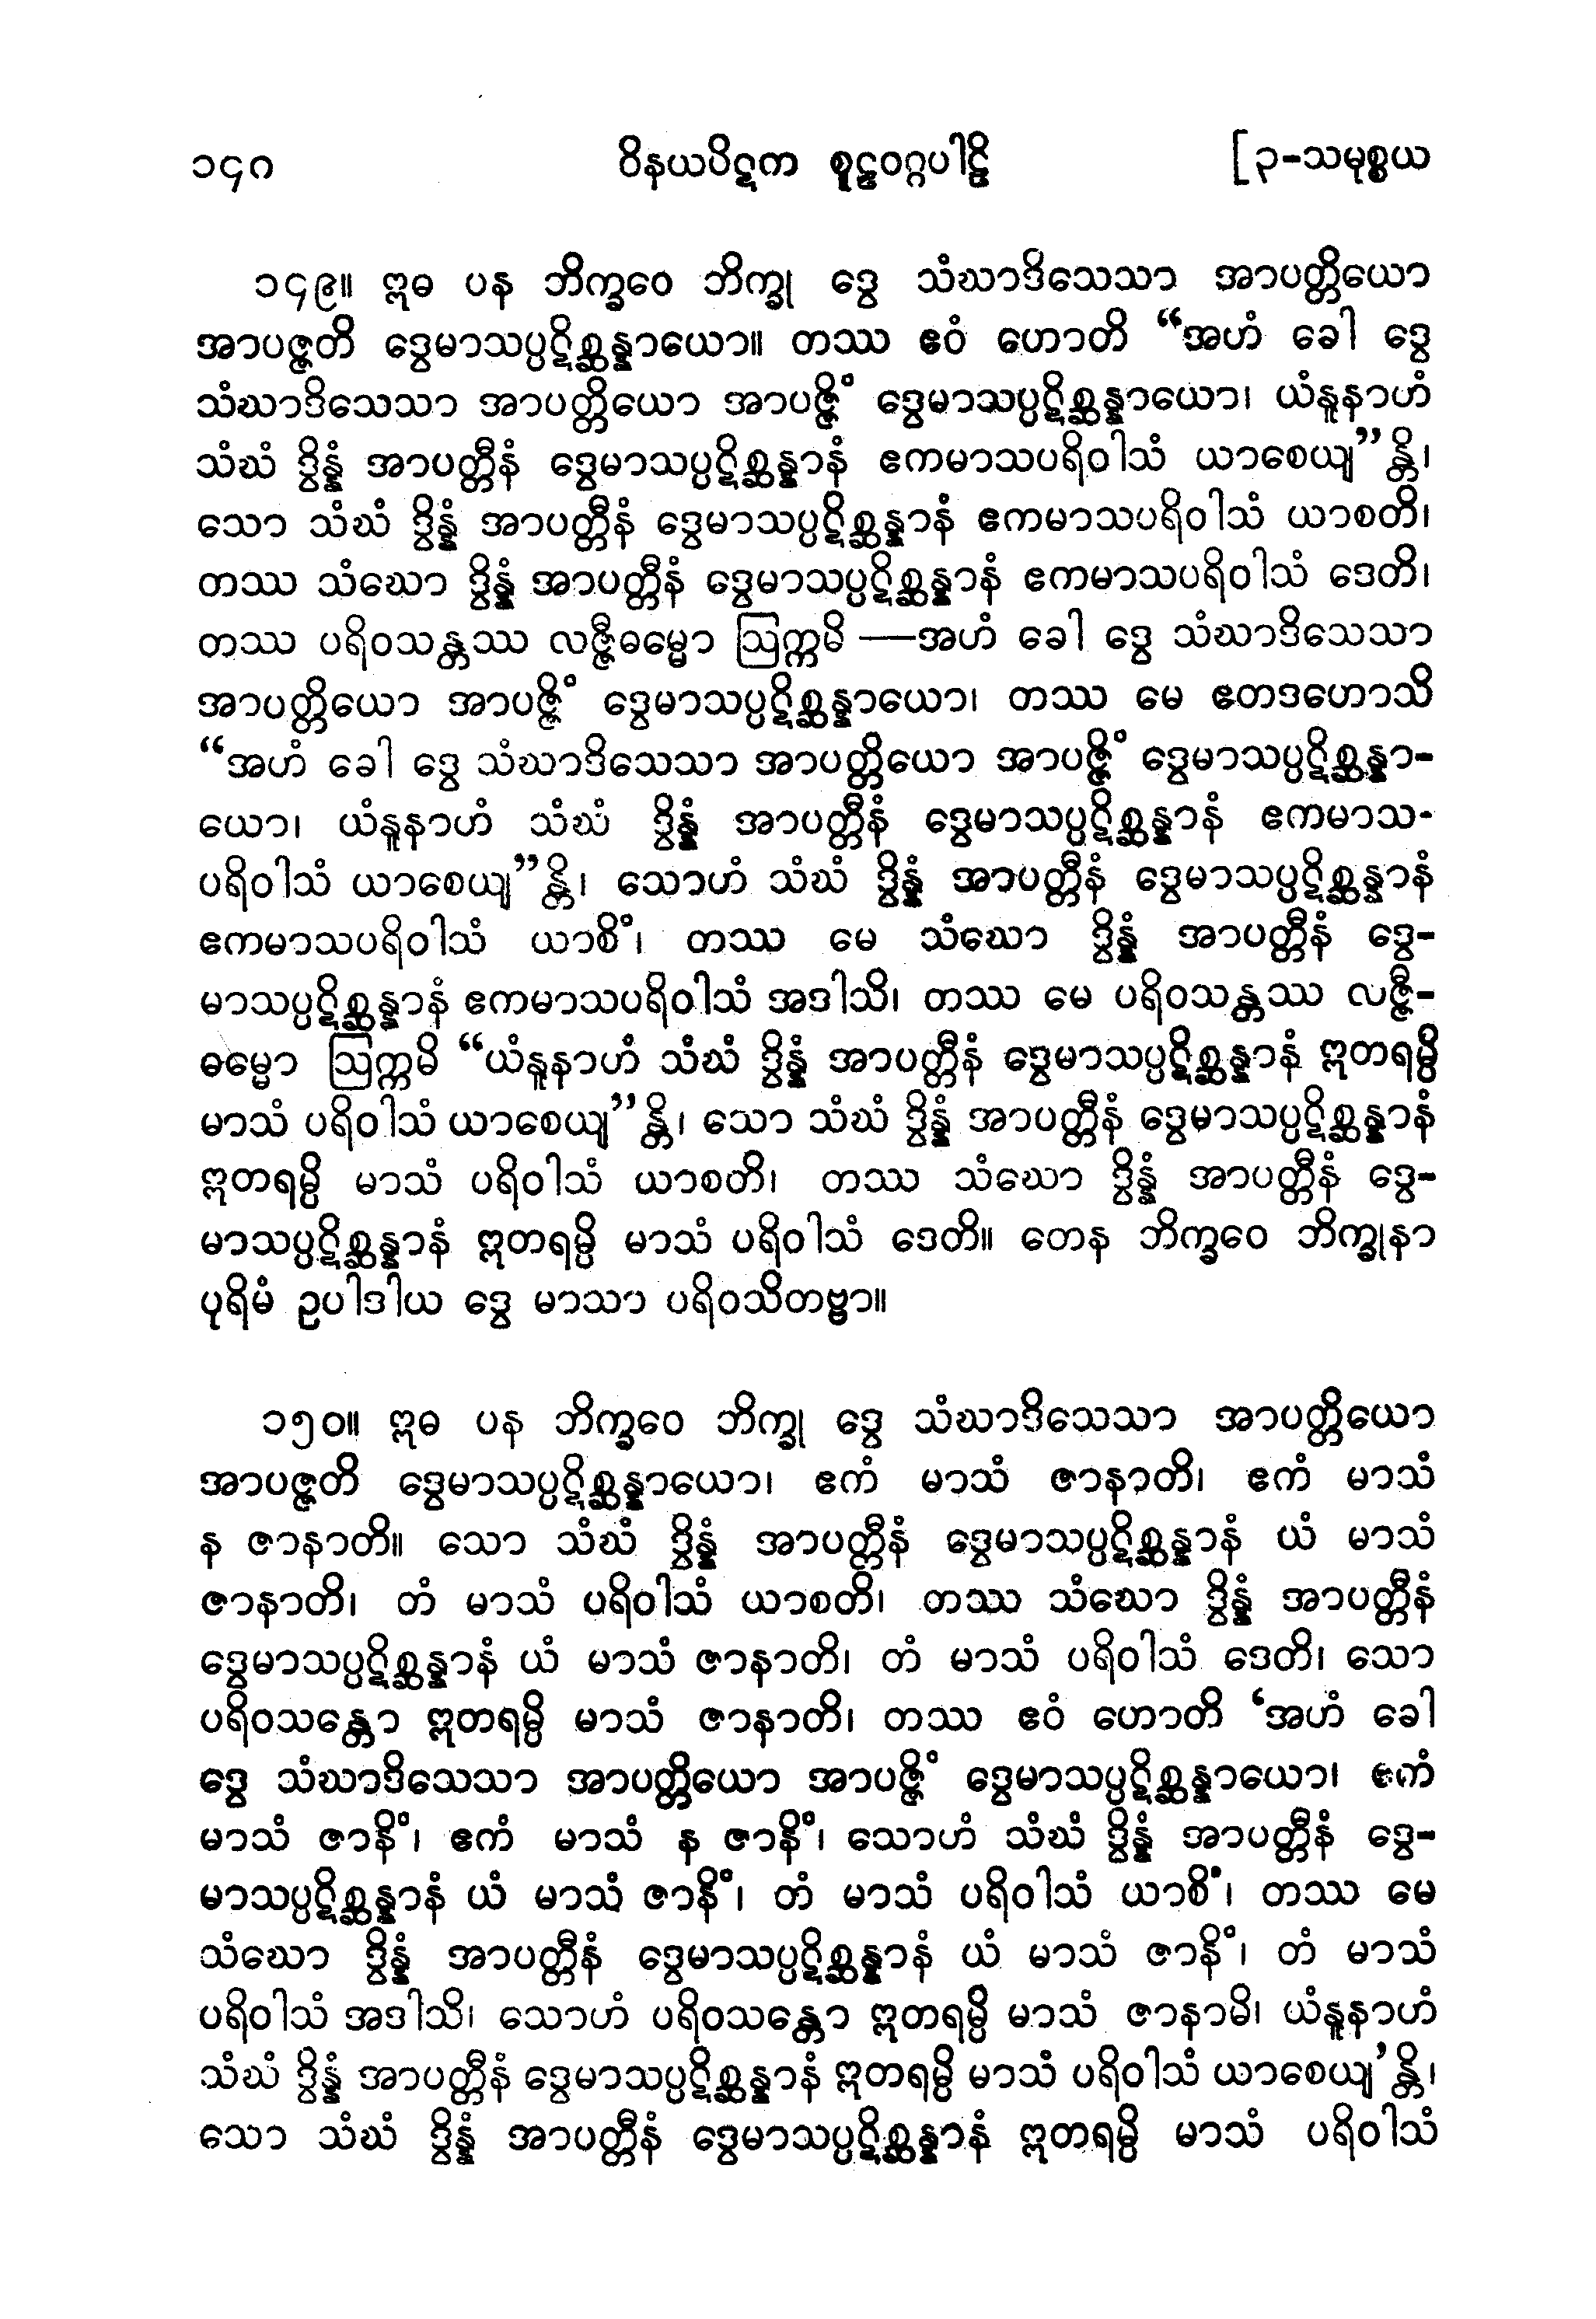 ၁၄ဂ ဝိနယပိဋက စူဠဝဂ္ဂပါဠိ [၃-သမုစ္စယ
၁၄၉။ ဣဓ ပန ဘိက္ခဝေ ဘိက္ခု ဒွေ သံဃာဒိသေသာ အာပတ္တိယော
အာပဇ္ဇတိ ဒွေမာသပ္ပဋိစ္ဆန္နာယော။ တဿ ဧဝံ ဟောတိ “အဟံ ခေါ ဒွေ
သံဃာဒိသေသာ အာပတ္တိယော အာပဇ္ဇိံ ဒွေမာသပ္ပဋိစ္ဆန္နာယော၊ ယံနူနာဟံ
သံဃံ ဒွိန္နံ အာပတ္တီနံ ဒွေမာသပ္ပဋိစ္ဆန္နာနံ ဧကမာသပရိဝါသံ ယာစေယျ”န္တိ၊
သော သံဃံ ဒွိန္နံ အာပတ္တီနံ ဒွေမာသပ္ပဋိစ္ဆန္နာနံ ဧကမာသပရိဝါသံ ယာစတိ၊
တဿ သံဃော ဒွိန္နံ အာပတ္တီနံ ဒွေမာသပ္ပဋိစ္ဆန္နာနံ ဧကမာသပရိဝါသံ ဒေတိ၊
တဿ ပရိဝသန္တဿ လဇ္ဇီဓမ္မော ဩက္ကမိ —အဟံ ခေါ ဒွေ သံဃာဒိသေသာ
အာပတ္တိယော အာပဇ္ဇိံ ဒွေမာသပ္ပဋိစ္ဆန္နာယော၊ တဿ မေ ဧတဒဟောသိ
“အဟံ ခေါ ဒွေ သံဃာဒိသေသာ အာပတ္တိယော အာပဇ္ဇိံ ဒွေမာသပ္ပဋိစ္ဆန္နာ-
ယော၊ ယံနူနာဟံ သံဃံ ဒွိန္နံ အာပတ္တီနံ ဒွေမာသပ္ပဋိစ္ဆန္နာနံ ဧကမာသ-
ပရိဝါသံ ယာစေယျ”န္တိ၊ သောဟံ သံဃံ ဒွိန္နံ အာပတ္တီနံ ဒွေမာသပ္ပဋိစ္ဆန္နာနံ
ဧကမာသပရိဝါသံ ယာစိံ၊ တဿ မေ သံဃော ဒွိန္နံ အာပတ္တီနံ ဒွေ-
မာသပ္ပဋိစ္ဆန္နာနံ ဧကမာသပရိဝါသံ အဒါသိ၊ တဿ မေ ပရိဝသန္တဿ လဇ္ဇီ-
ဓမ္မော ဩက္ကမိ “ယံနူနာဟံ သံဃံ ဒွိန္နံ အာပတ္တီနံ ဒွေမာသပ္ပဋိစ္ဆန္နာနံ ဣတရမ္ပိ
မာသံ ပရိဝါသံ ယာစေယျ”န္တိ၊ သော သံဃံ ဒွိန္နံ အာပတ္တီနံ ဒွေမာသပ္ပဋိစ္ဆန္နာနံ
ဣတရမ္ပိ မာသံ ပရိဝါသံ ယာစတိ၊ တဿ သံဃော ဒွိန္နံ အာပတ္တီနံ ဒွေ-
မာသပ္ပဋိစ္ဆန္နာနံ ဣတရမ္ပိ မာသံ ပရိဝါသံ ဒေတိ။ တေန ဘိက္ခဝေ ဘိက္ခုနာ
ပုရိမံ ဥပါဒါယ ဒွေ မာသာ ပရိဝသိတဗ္ဗာ။
၁၅၀။ ဣဓ ပန ဘိက္ခဝေ ဘိက္ခု ဒွေ သံဃာဒိသေသာ အာပတ္တိယော
အာပဇ္ဇတိ ဒွေမာသပ္ပဋိစ္ဆန္နာယော၊ ဧကံ မာသံ ဇာနာတိ၊ ဧကံ မာသံ
န ဇာနာတိ။ သော သံဃံ ဒွိန္နံ အာပတ္တီနံ ဒွေမာသပ္ပဋိစ္ဆန္နာနံ ယံ မာသံ
ဇာနာတိ၊ တံ မာသံ ပရိဝါသံ ယာစတိ၊ တဿ သံဃော ဒွိန္နံ အာပတ္တီနံ
ဒွေမာသပ္ပဋိစ္ဆန္နာနံ ယံ မာသံ ဇာနာတိ၊ တံ မာသံ ပရိဝါသံ ဒေတိ၊ သော
ပရိဝသန္တော ဣတရမ္ပိ မာသံ ဇာနာတိ၊ တဿ ဧဝံ ဟောတိ ‘အဟံ ခေါ
ဒွေ သံဃာဒိသေသာ အာပတ္တိယော အာပဇ္ဇိံ ဒွေမာသပ္ပဋိစ္ဆန္နာယော၊ ဧကံ
မာသံ ဇာနိံ၊ ဧကံ မာသံ န ဇာနိံ၊ သောဟံ သံဃံ ဒွိန္နံ အာပတ္တီနံ ဒွေ-
မာသပ္ပဋိစ္ဆန္နာနံ ယံ မာသံ ဇာနိံ၊ တံ မာသံ ပရိဝါသံ ယာစိံ၊ တဿ မေ
သံဃော ဒွိန္နံ အာပတ္တီနံ ဒွေမာသပ္ပဋိစ္ဆန္နာနံ ယံ မာသံ ဇာနိံ၊ တံ မာသံ
ပရိဝါသံ အဒါသိ၊ သောဟံ ပရိဝသန္တော ဣတရမ္ပိ မာသံ ဇာနာမိ၊ ယံနူနာဟံ
သံဃံ ဒွိန္နံ အာပတ္တီနံ ဒွေမာသပ္ပဋိစ္ဆန္နာနံ ဣတရမ္ပိ မာသံ ပရိဝါသံ ယာစေယျ’န္တိ၊
သော သံဃံ ဒွိန္နံ အာပတ္တီနံ ဒွေမာသပ္ပဋိစ္ဆန္နာနံ ဣတရမ္ပိ မာသံ ပရိဝါသံ